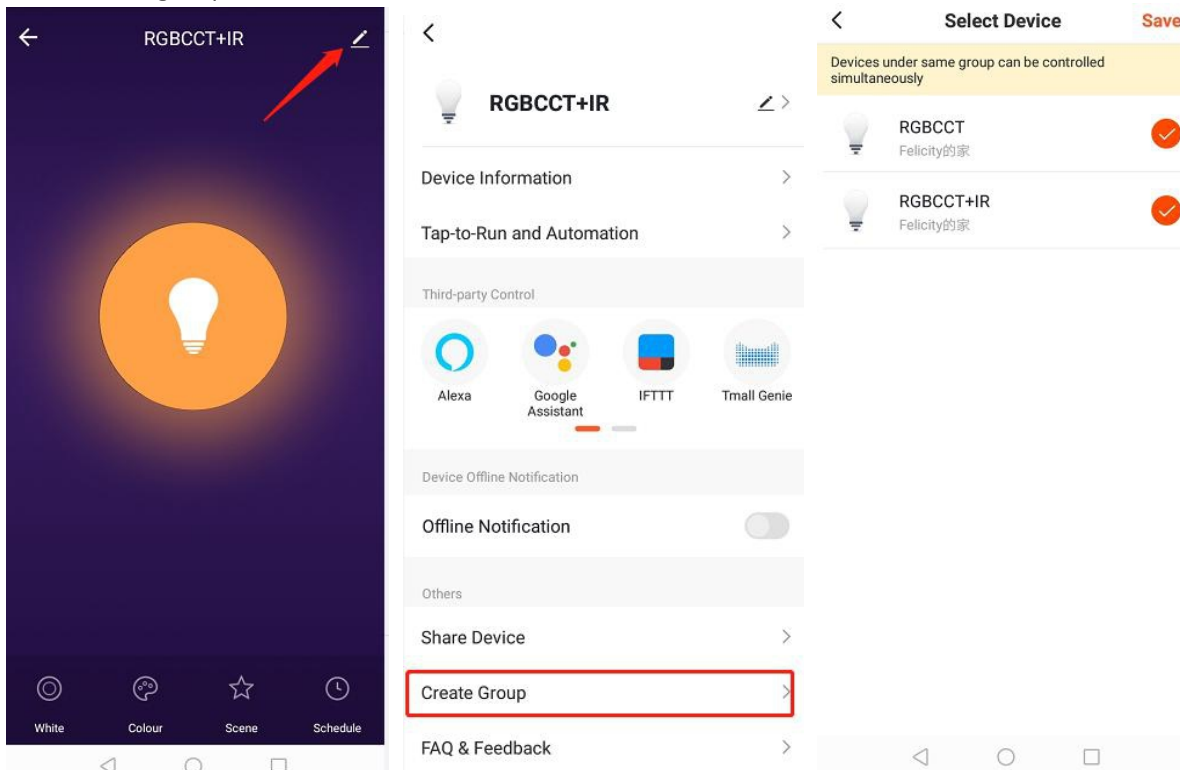 RGBCCT+IR
White
Colour
Scene
Schedule
RGBCCT+IR
Device Information
Tap-to-Run and Automation
Third-party Control
Alexa
Google
Assistant
IFTTT
Tmall Genie
Device Offline Notification
Offline Notification
Others
Share Device
Create Group
FAQ & Feedback
Select Device
Save
Devices under same group can be controlled
simultaneously
RGBCCT
Felicity的家
RGBCCT+IR
Felicity的家